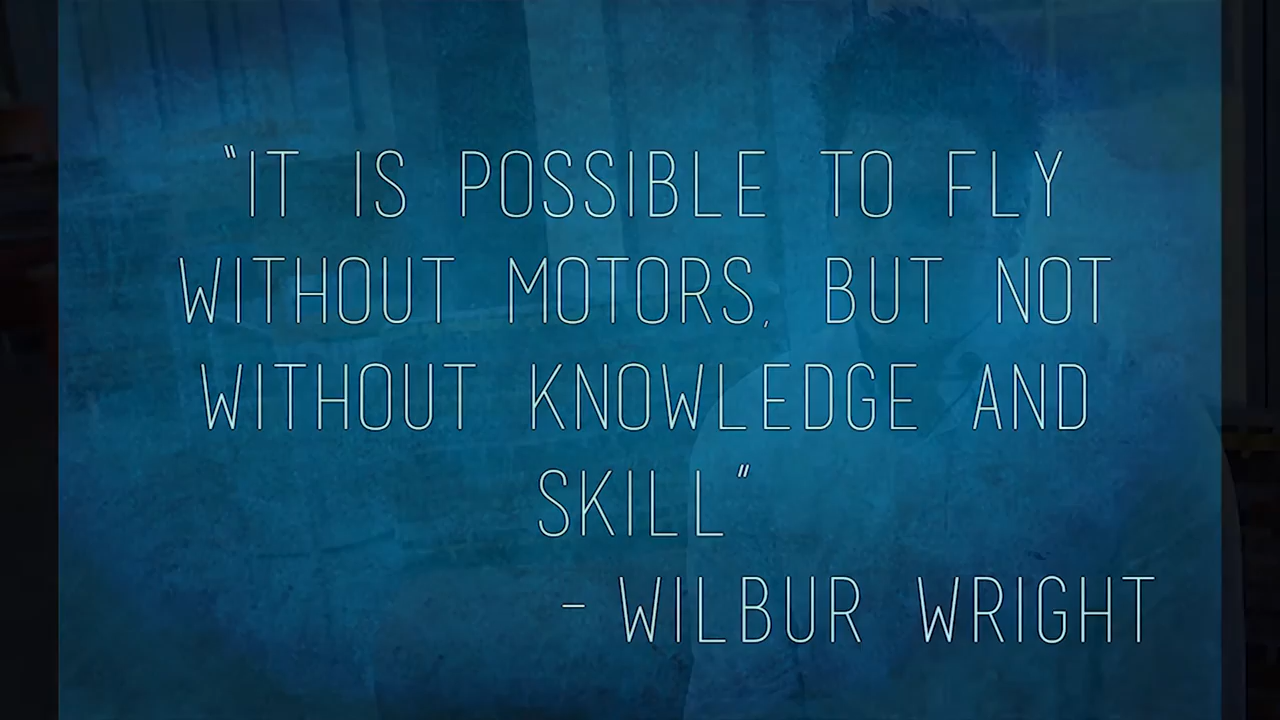 “IT IS POSSIBLE TO FLY
WITHOUT MOTORS, BUT NOT
WITHOUT KNOWLEDGE AND
SKILL”
- WILBUR WRIGHT